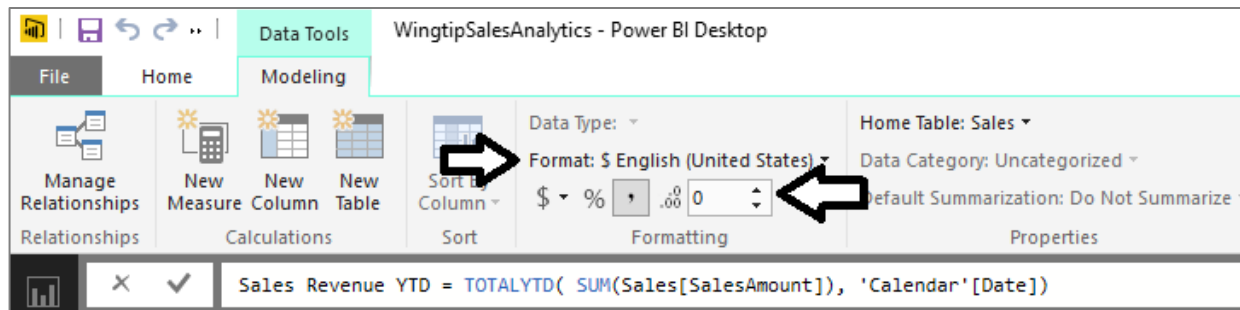 WingtipSalesAnalytics - Power BI Desktop
Data Tools
File Home Modeling
Manage Relationships
New Measure
New Column
New Table
Sort By Column
Data Type:
Format: $ English (United States)
$ % , .00 0
Home Table: Sales
Data Category: Uncategorized
Default Summarization: Do Not Summarize
Relationships Calculations Sort Formatting Properties
Sales Revenue YTD = TOTALYTD( SUM(Sales[SalesAmount]), 'Calendar'[Date])